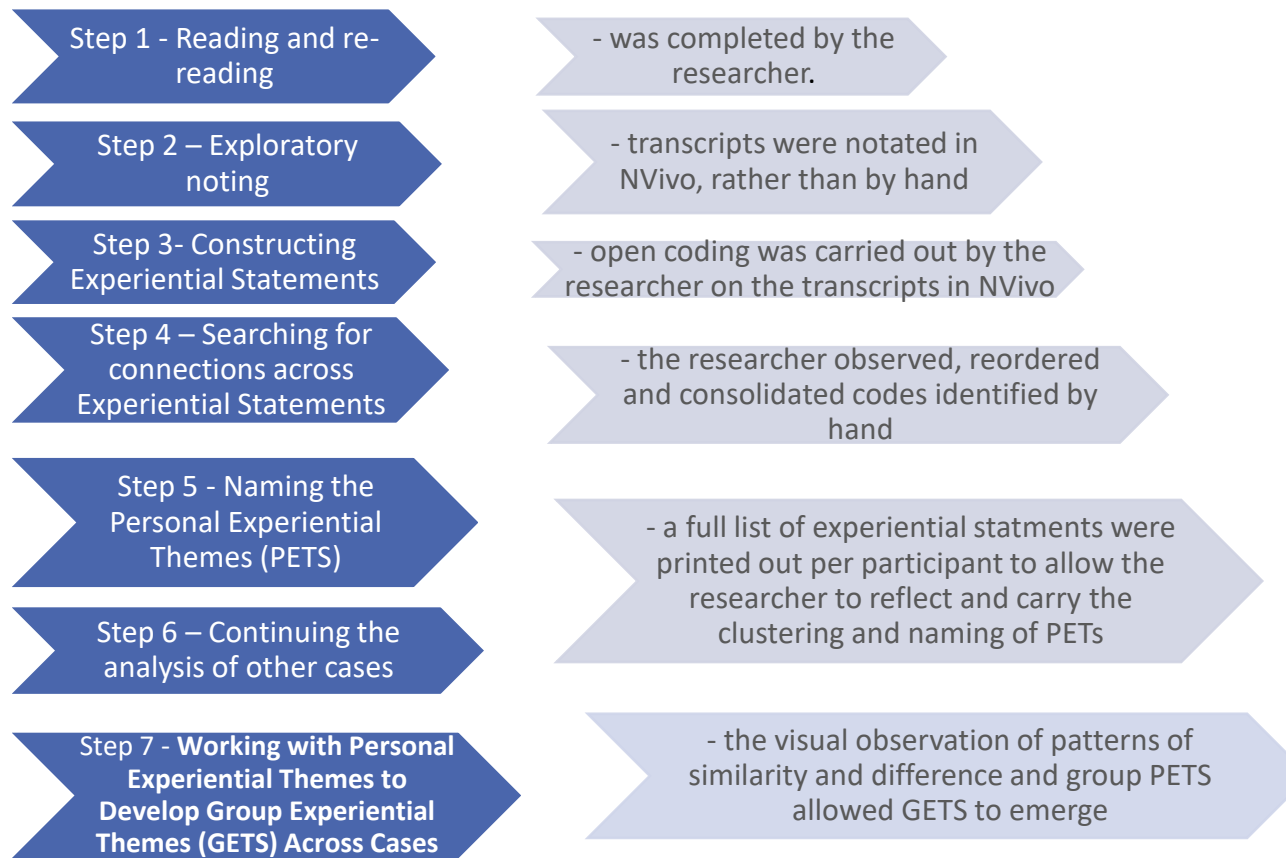 Step 1 - Reading and re-
reading
- was completed by the
researcher.
Step 2 – Exploratory
noting
- transcripts were notated in
NVivo, rather than by hand
Step 3- Constructing
Experiential Statements
- open coding was carried out by the
researcher on the transcripts in NVivo
Step 4 – Searching for
connections across
Experiential Statements
- the researcher observed, reordered
and consolidated codes identified by
hand
Step 5 - Naming the
Personal Experiential
Themes (PETS)
- a full list of experiential statments were
printed out per participant to allow the
researcher to reflect and carry the
clustering and naming of PETs
Step 6 – Continuing the
analysis of other cases
Step 7 - Working with Personal
Experiential Themes to
Develop Group Experiential
Themes (GETS) Across Cases
- the visual observation of patterns of
similarity and difference and group PETS
allowed GETS to emerge